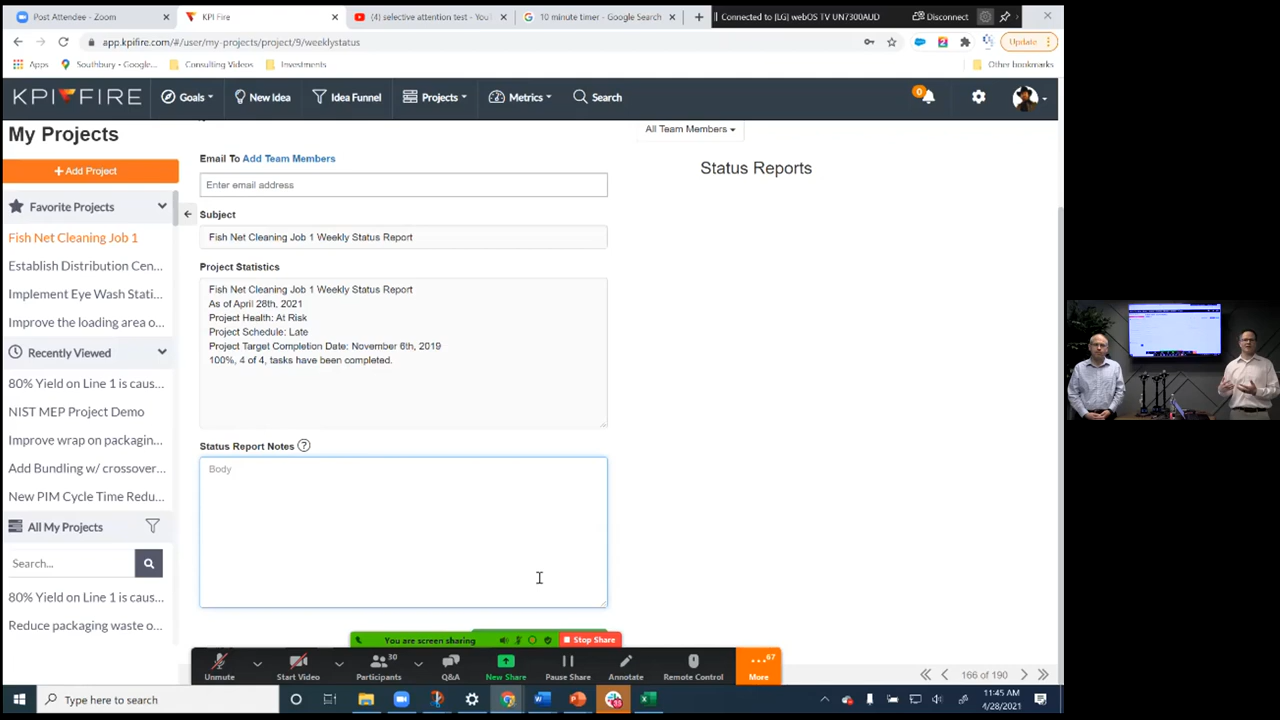 Post Attendee - Zoom
KPI Fire
(4) selective attention test - You
10 minute timer - Google Search
Connected to [LG] webOS TV UN7300AUD
Disconnect
app.kpifire.com/#/user/my-projects/project/9/weeklystatus
Update
Apps
Southbury - Google...
Consulting Videos
Investments
Other bookmarks
KPI FIRE
Goals
New Idea
Idea Funnel
Projects
Metrics
Search
0
My Projects
All Team Members
+ Add Project
Email To Add Team Members
Enter email address
Status Reports
Favorite Projects
Subject
Fish Net Cleaning Job 1
Fish Net Cleaning Job 1 Weekly Status Report
Establish Distribution Cen...
Project Statistics
Implement Eye Wash Stati...
Fish Net Cleaning Job 1 Weekly Status Report
As of April 28th, 2021
Project Health: At Risk
Improve the loading area o...
Project Schedule: Late
Project Target Completion Date: November 6th, 2019
Recently Viewed
100%, 4 of 4, tasks have been completed.
80% Yield on Line 1 is caus...
NIST MEP Project Demo
Improve wrap on packagin...
Status Report Notes ?
Add Bundling w/ crossover...
Body
New PIM Cycle Time Redu...
All My Projects
Search...
80% Yield on Line 1 is caus...
Reduce packaging waste o...
You are screen sharing
Stop Share
30
67
Unmute
Start Video
Participants
Q&A
New Share
Pause Share
Annotate
Remote Control
More
166 of 190
Type here to search
11:45 AM
4/28/2021